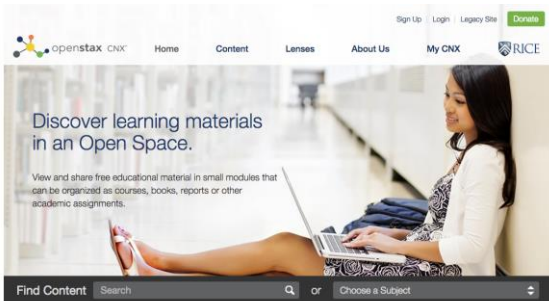 Sign Up Login Legacy Site Donate
openstax CNX
Home Content Lenses About Us My CNX RICE
Discover learning materials
in an Open Space.
View and share free educational material in small modules that
can be organized as courses, books, reports or other
academic assignments.
Find Content Search or Choose a Subject